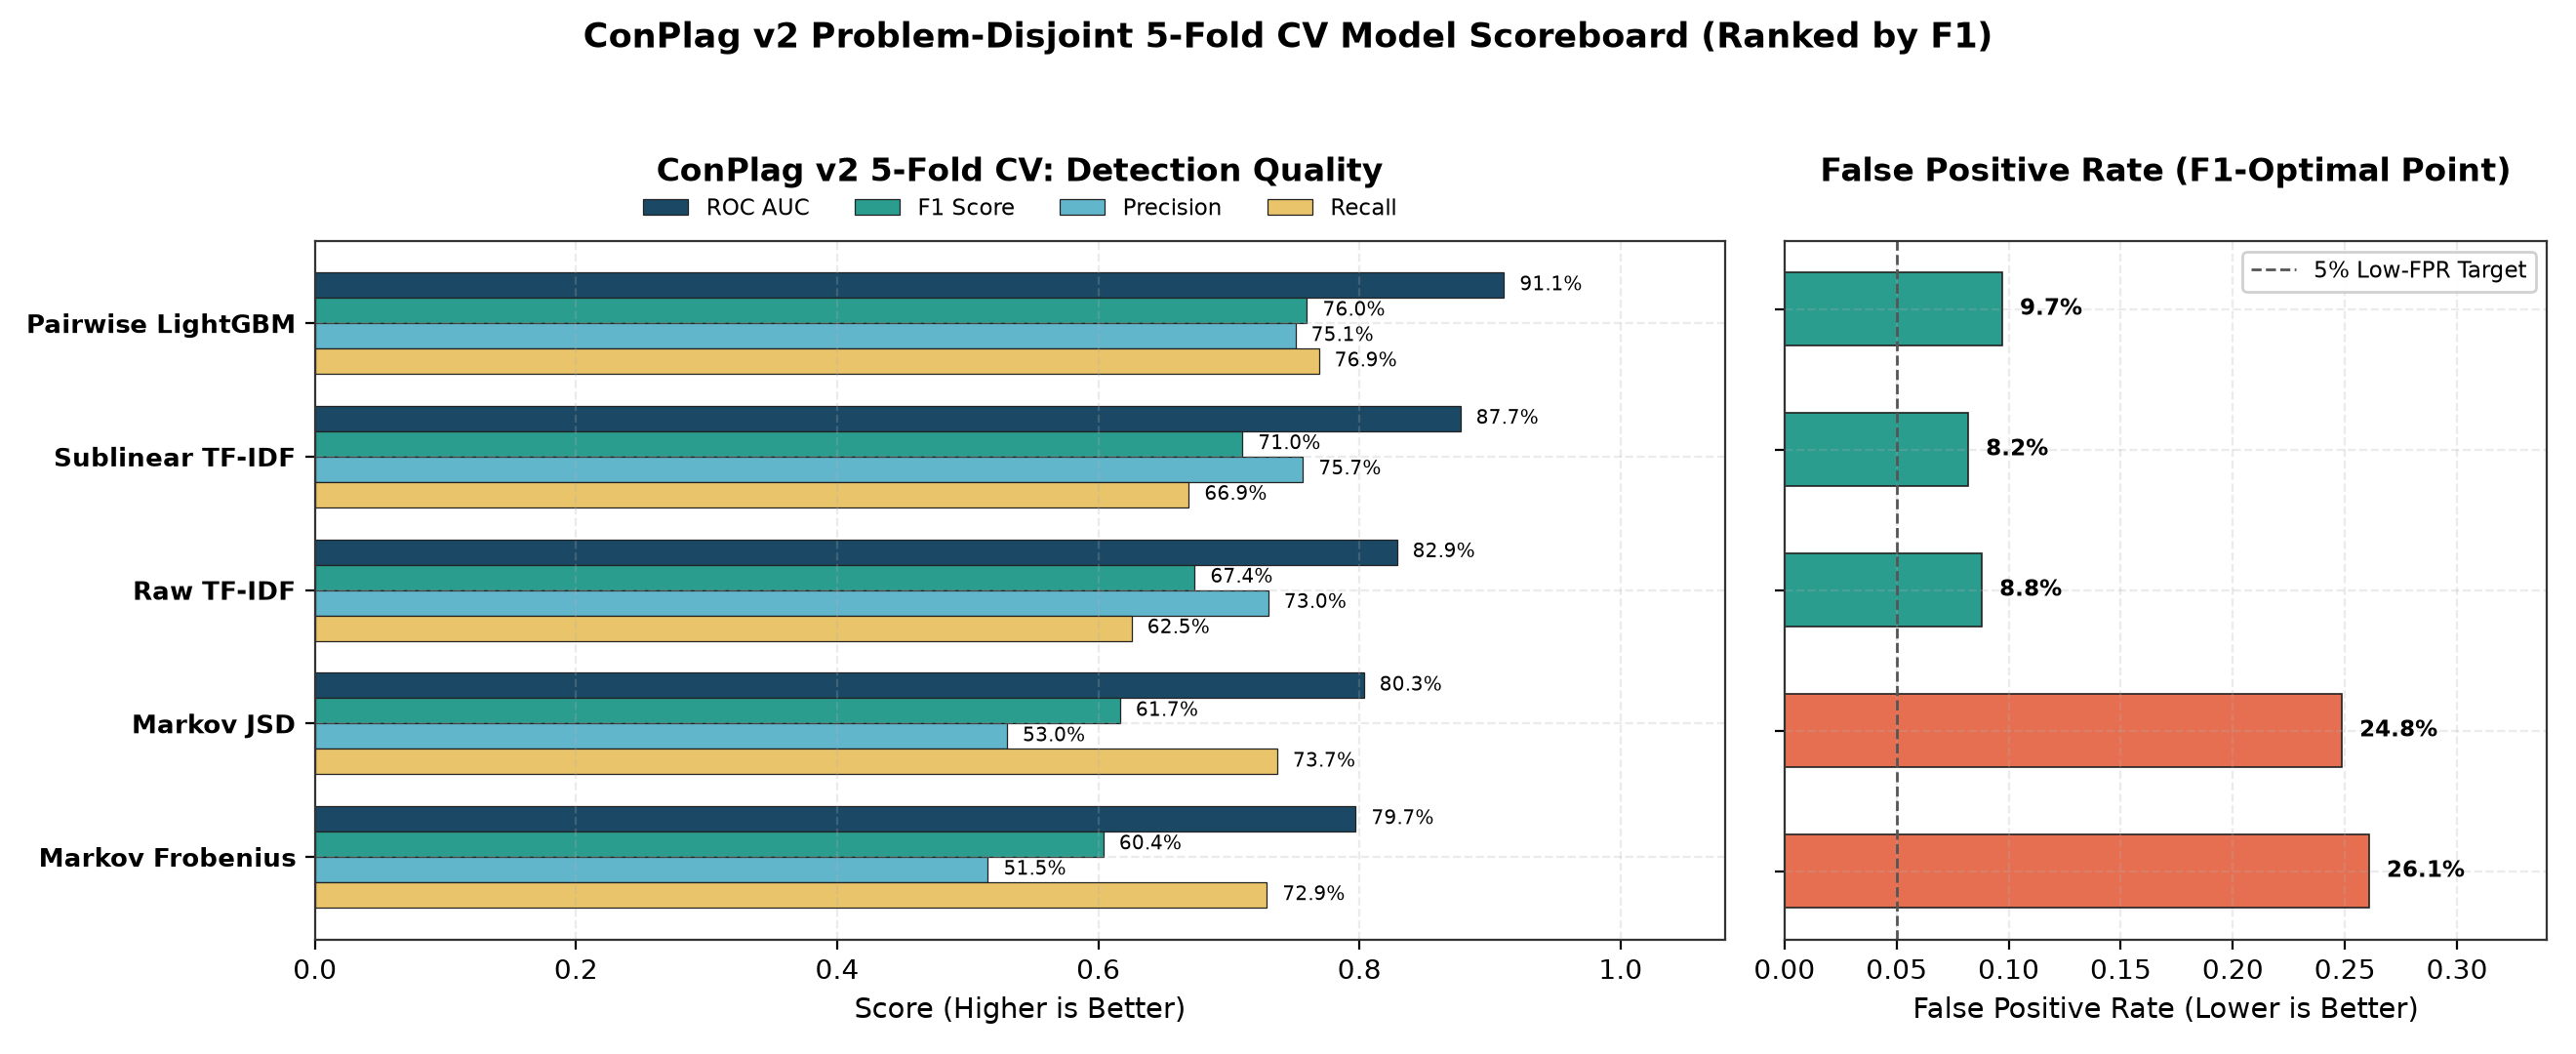 ConPlag v2 Problem-Disjoint 5-Fold CV Model Scoreboard (Ranked by F1)
ConPlag v2 5-Fold CV: Detection Quality
ROC AUC F1 Score Precision Recall
Pairwise LightGBM
91.1%
76.0%
75.1%
76.9%
Sublinear TF-IDF
87.7%
71.0%
75.7%
66.9%
Raw TF-IDF
82.9%
67.4%
73.0%
62.5%
Markov JSD
80.3%
61.7%
53.0%
73.7%
Markov Frobenius
79.7%
60.4%
51.5%
72.9%
0.0 0.2 0.4 0.6 0.8 1.0
Score (Higher is Better)
False Positive Rate (F1-Optimal Point)
5% Low-FPR Target
9.7%
8.2%
8.8%
24.8%
26.1%
0.00 0.05 0.10 0.15 0.20 0.25 0.30
False Positive Rate (Lower is Better)